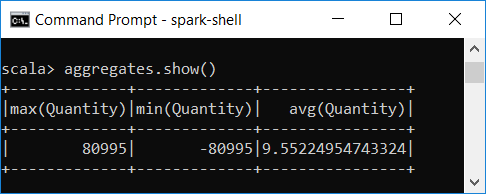 Command Prompt - spark-shell
scala> aggregates.show()
+-------------+-------------+----------------+
|max(Quantity)|min(Quantity)|   avg(Quantity)|
+-------------+-------------+----------------+
|        80995|       -80995|9.55224954743324|
+-------------+-------------+----------------+